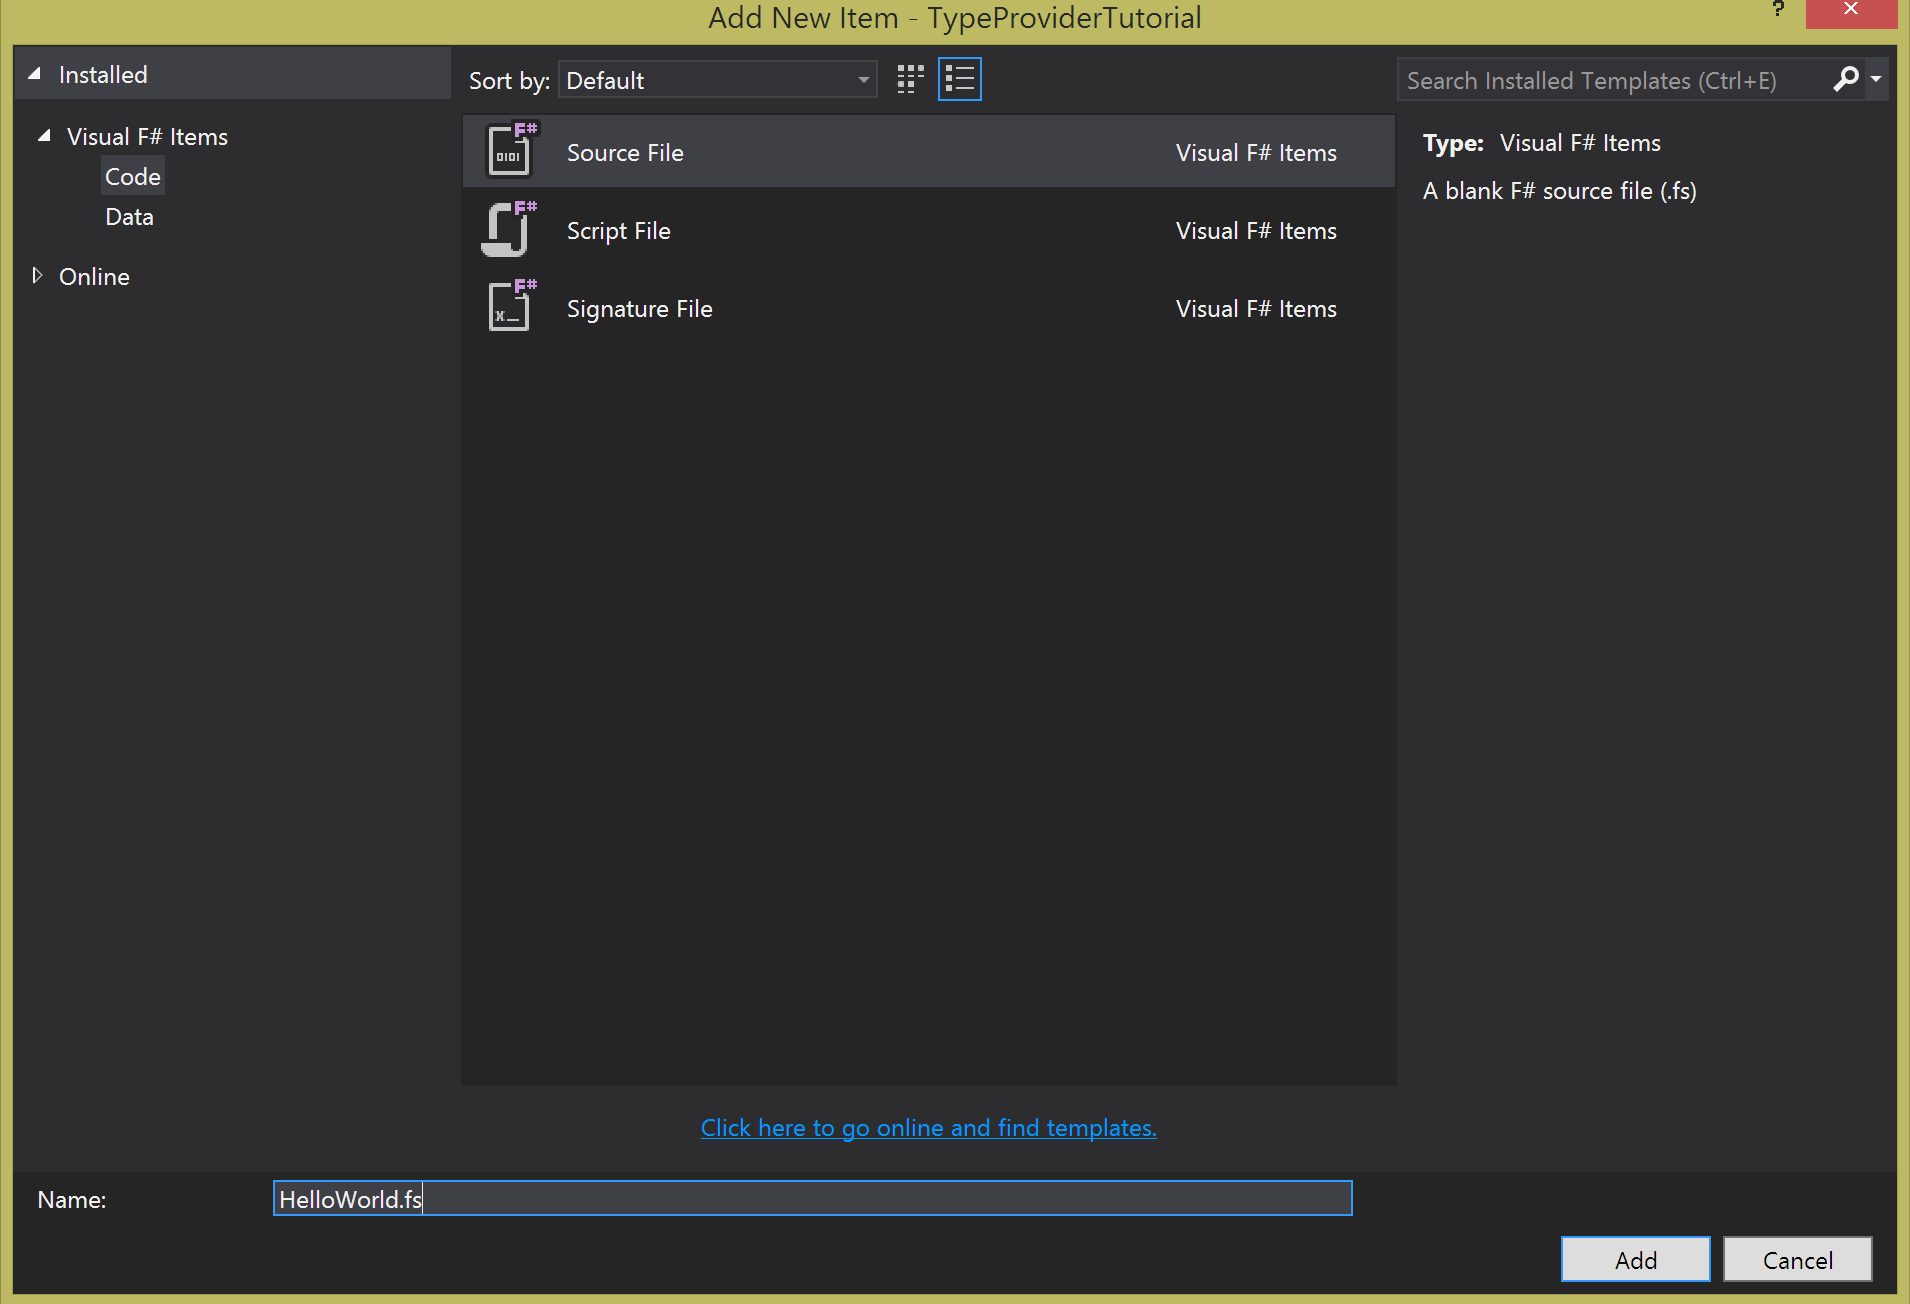 Add New Item - TypeProviderTutorial
?
Installed
Sort by: Default
Search Installed Templates (Ctrl+E)
Visual F# Items
Code
Data
Online
F# Source File Visual F# Items
F# Script File Visual F# Items
F# Signature File Visual F# Items
Type: Visual F# Items
A blank F# source file (.fs)
Click here to go online and find templates.
Name: HelloWorld.fs
Add Cancel